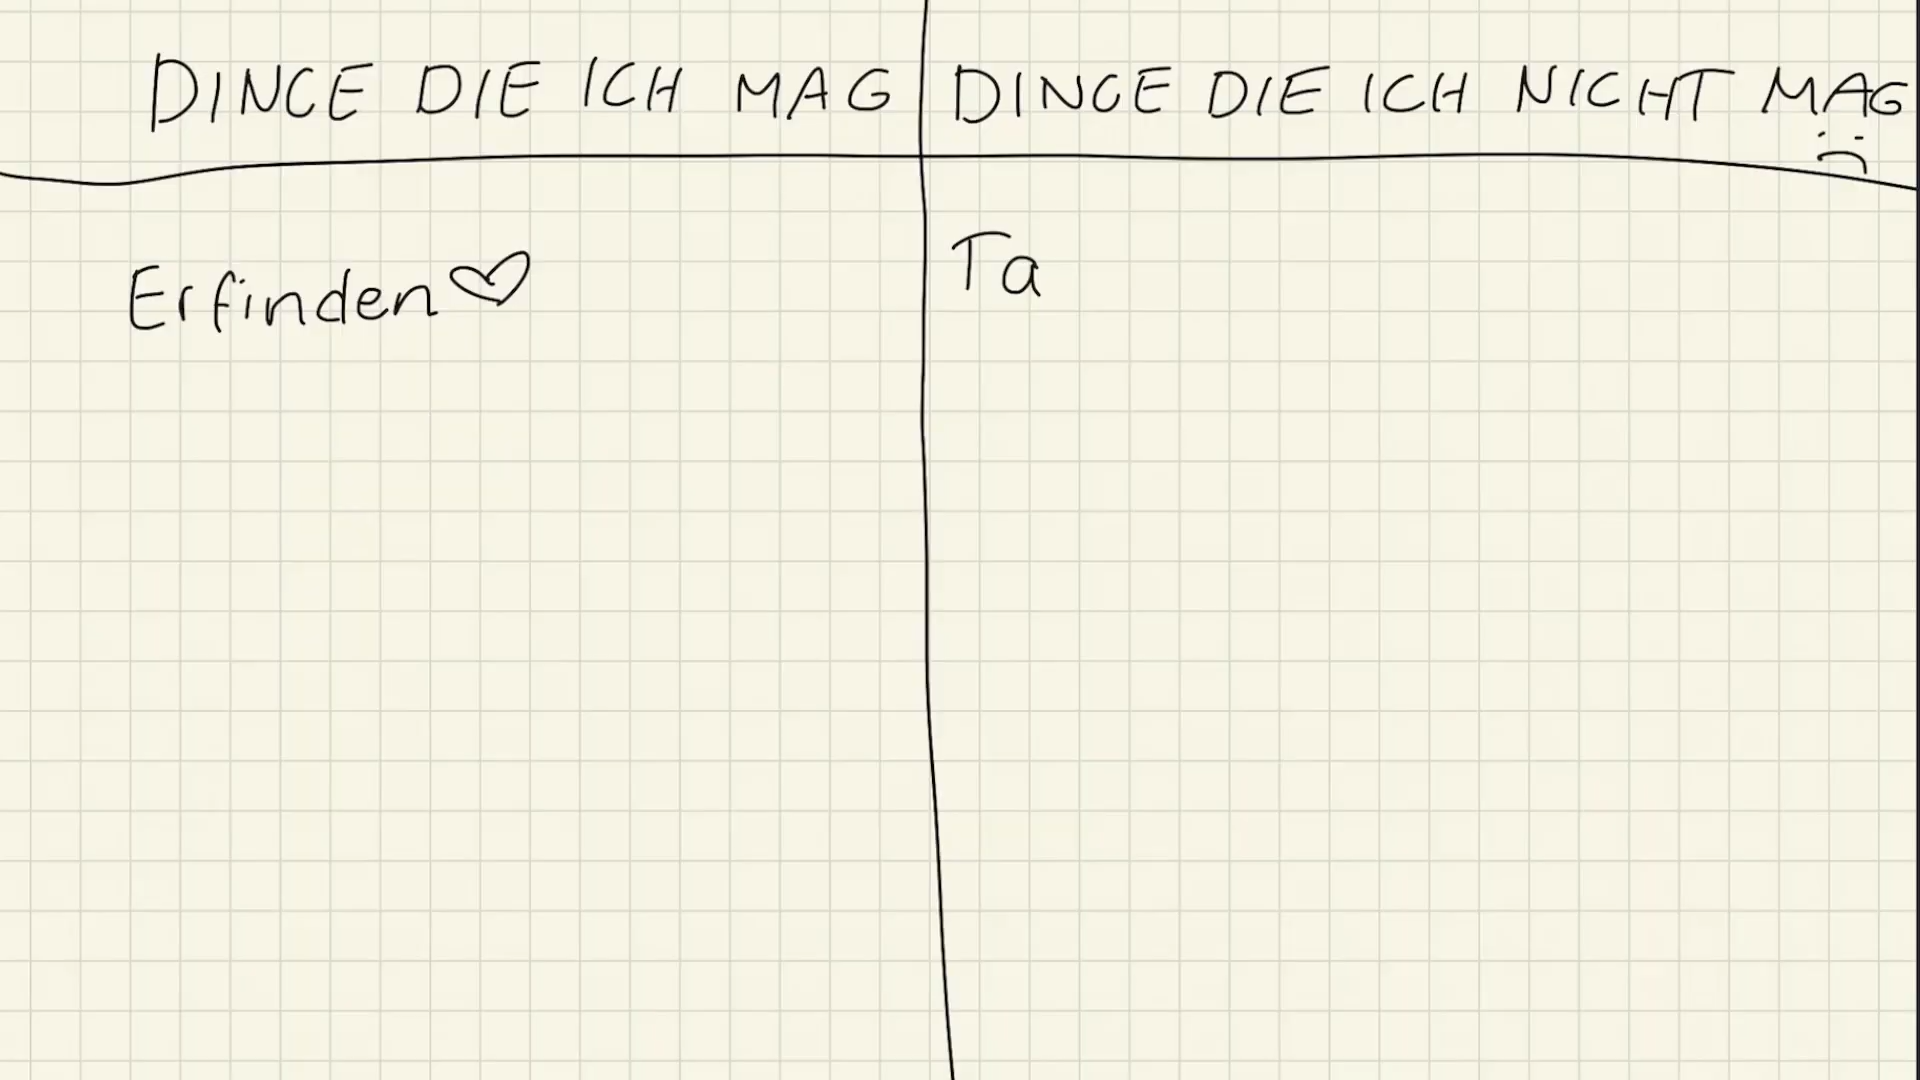 DINGE DIE ICH MAG
DINGE DIE ICH NICHT MAG :(
Erfinden♡
Ta